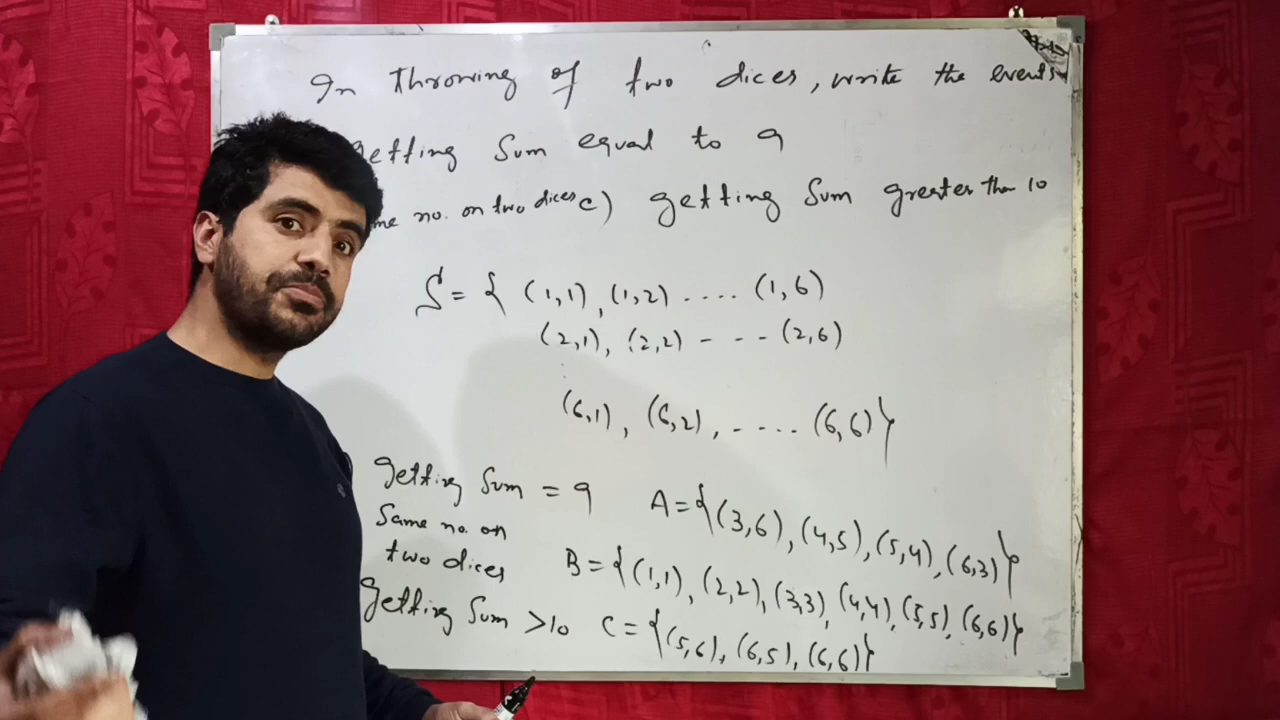 In throwing of two dices, write the events
getting Sum equal to 9
me no. on two dices c) getting Sum greater than 10
S = { (1,1), (1,2) .... (1,6)
(2,1), (2,2) - - - (2,6)
(6,1), (6,2), - .... (6,6) }
getting Sum = 9 A = { (3,6), (4,5), (5,4), (6,3) }
Same no. on
two dices B = { (1,1), (2,2), (3,3), (4,4), (5,5), (6,6) }
getting Sum >10 C = { (5,6), (6,5), (6,6) }